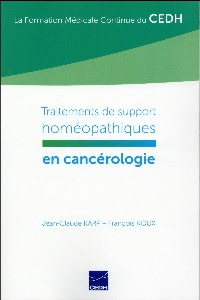 La Formation Médicale Continue du CEDH
Traitements de support
homéopathiques
en cancérologie
Jean-Claude KARP – François ROUX
CEDH